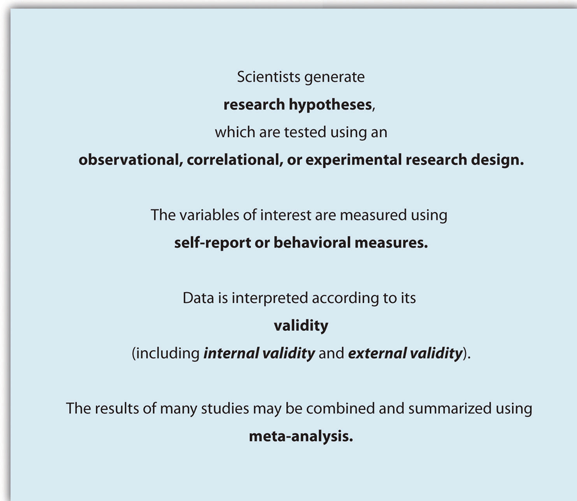 Scientists generate
research hypotheses,
which are tested using an
observational, correlational, or experimental research design.
The variables of interest are measured using
self-report or behavioral measures.
Data is interpreted according to its
validity
(including internal validity and external validity).
The results of many studies may be combined and summarized using
meta-analysis.